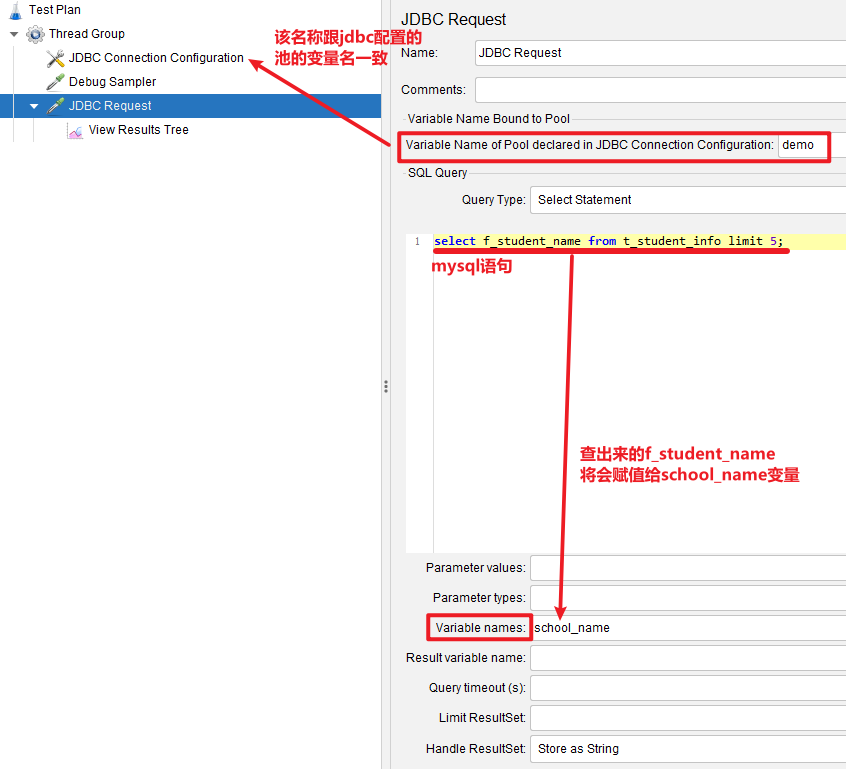 Test Plan
Thread Group
JDBC Connection Configuration
Debug Sampler
JDBC Request
View Results Tree
该名称跟jdbc配置的
池的变量名一致
JDBC Request
Name: JDBC Request
Comments:
Variable Name Bound to Pool
Variable Name of Pool declared in JDBC Connection Configuration: demo
SQL Query
Query Type: Select Statement
1 select f_student_name from t_student_info limit 5;
mysql语句
查出来的f_student_name
将会赋值给school_name变量
Parameter values:
Parameter types:
Variable names: school_name
Result variable name:
Query timeout (s):
Limit ResultSet:
Handle ResultSet: Store as String